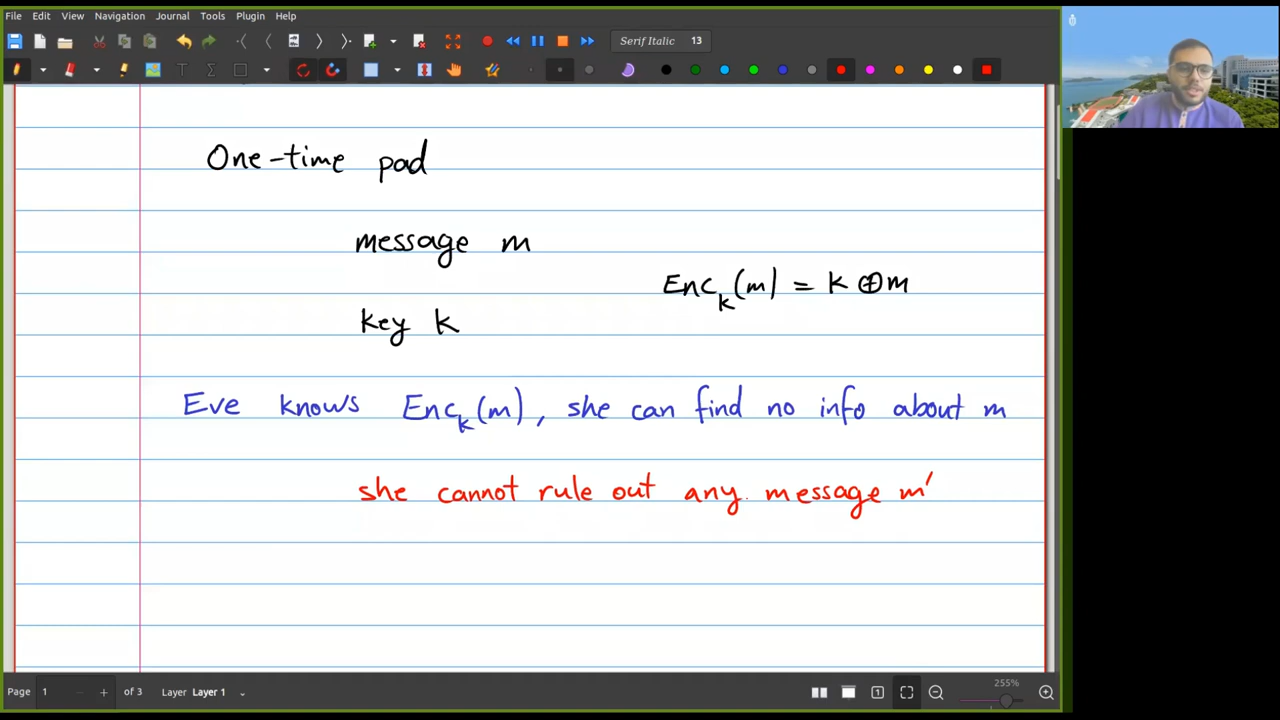 File Edit View Navigation Journal Tools Plugin Help
Serif Italic 13
One-time pad
message m
Enc_k(m) = k ⊕ m
key k
Eve knows Enc_k(m), she can find no info about m
she cannot rule out any message m'
Page 1 of 3 Layer Layer 1 255%